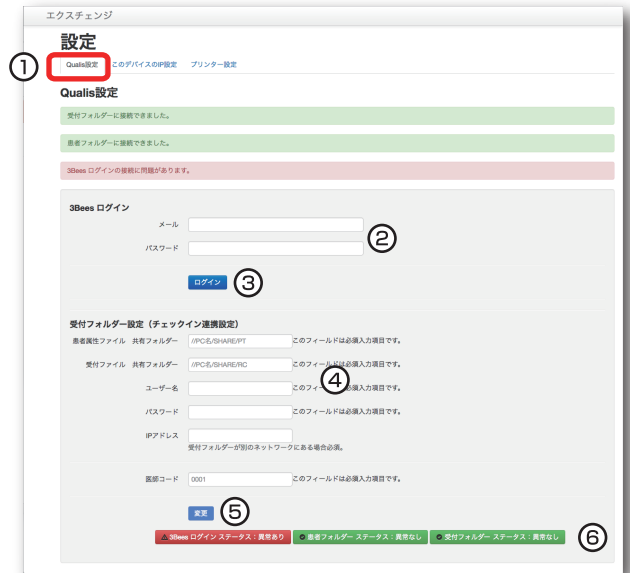 エクスチェンジ
設定
①
Qualis設定 このデバイスのIP設定 プリンター設定
Qualis設定
受付フォルダーに接続できました。
患者フォルダーに接続できました。
3Bees ログインの接続に問題があります。
3Bees ログイン
メール
②
パスワード
ログイン ③
受付フォルダー設定（チェックイン連携設定）
患者属性ファイル 共有フォルダー //PC名/SHARE/PT このフィールドは必須入力項目です。
受付ファイル 共有フォルダー //PC名/SHARE/RC このフィールドは必須入力項目です。
④
ユーザー名 このフィールドは必須入力項目です。
パスワード このフィールドは必須入力項目です。
IPアドレス
受付フォルダーが別のネットワークにある場合必須。
医師コード 0001 このフィールドは必須入力項目です。
変更 ⑤
3Bees ログイン ステータス：異常あり 患者フォルダー ステータス：異常なし 受付フォルダー ステータス：異常なし ⑥